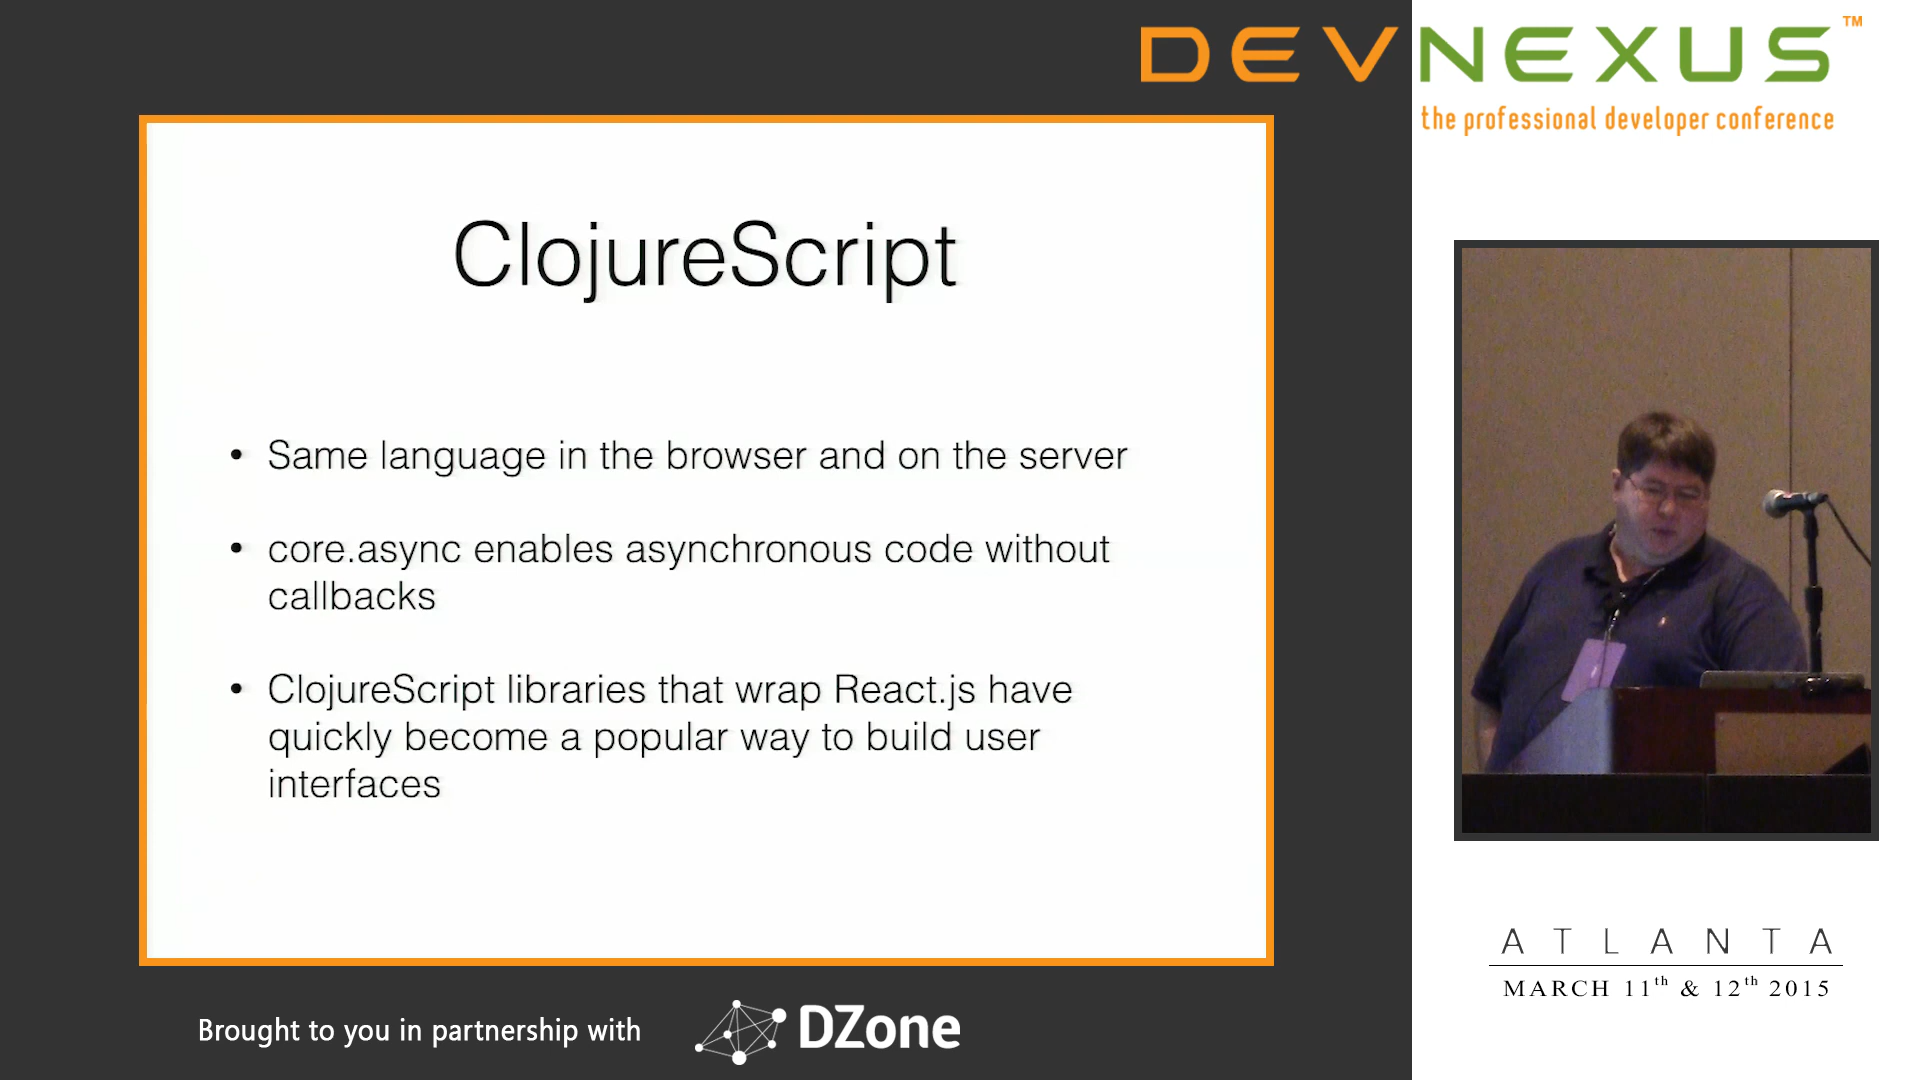 DEVNEXUS™
the professional developer conference
ClojureScript
• Same language in the browser and on the server
• core.async enables asynchronous code without
callbacks
• ClojureScript libraries that wrap React.js have
quickly become a popular way to build user
interfaces
ATLANTA
MARCH 11th & 12th 2015
Brought to you in partnership with
DZone